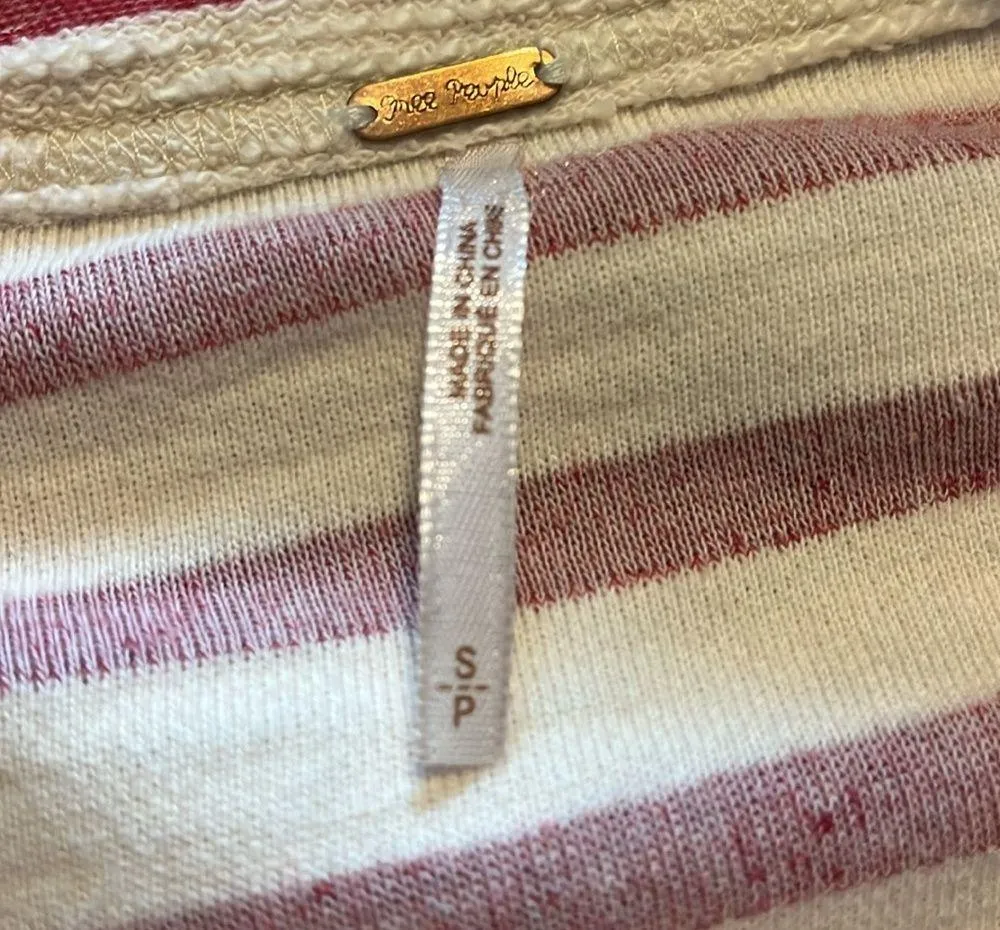 free people
MADE IN CHINA
FABRIQUÉ EN CHINE
S/P